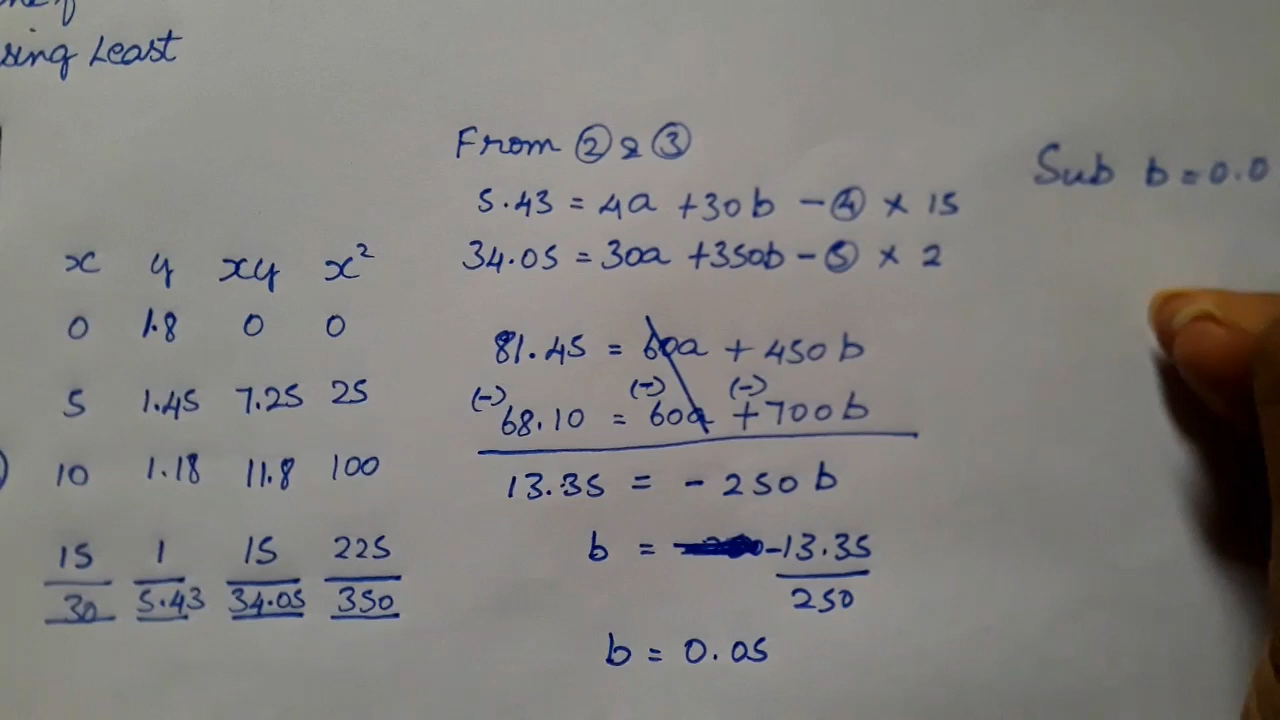 sing Least
x y xy x²
0 1.8 0 0
5 1.45 7.25 25
10 1.18 11.8 100
15 1 15 225
30 5.43 34.05 350
From ② & ③
5.43 = 4a + 30b - ④ × 15
34.05 = 30a + 350b - ⑤ × 2
81.45 = 60a + 450b
(-) (-) (-)
68.10 = 60a + 700b
13.35 = - 250b
b = -13.35
250
b = 0.05
Sub b = 0.0